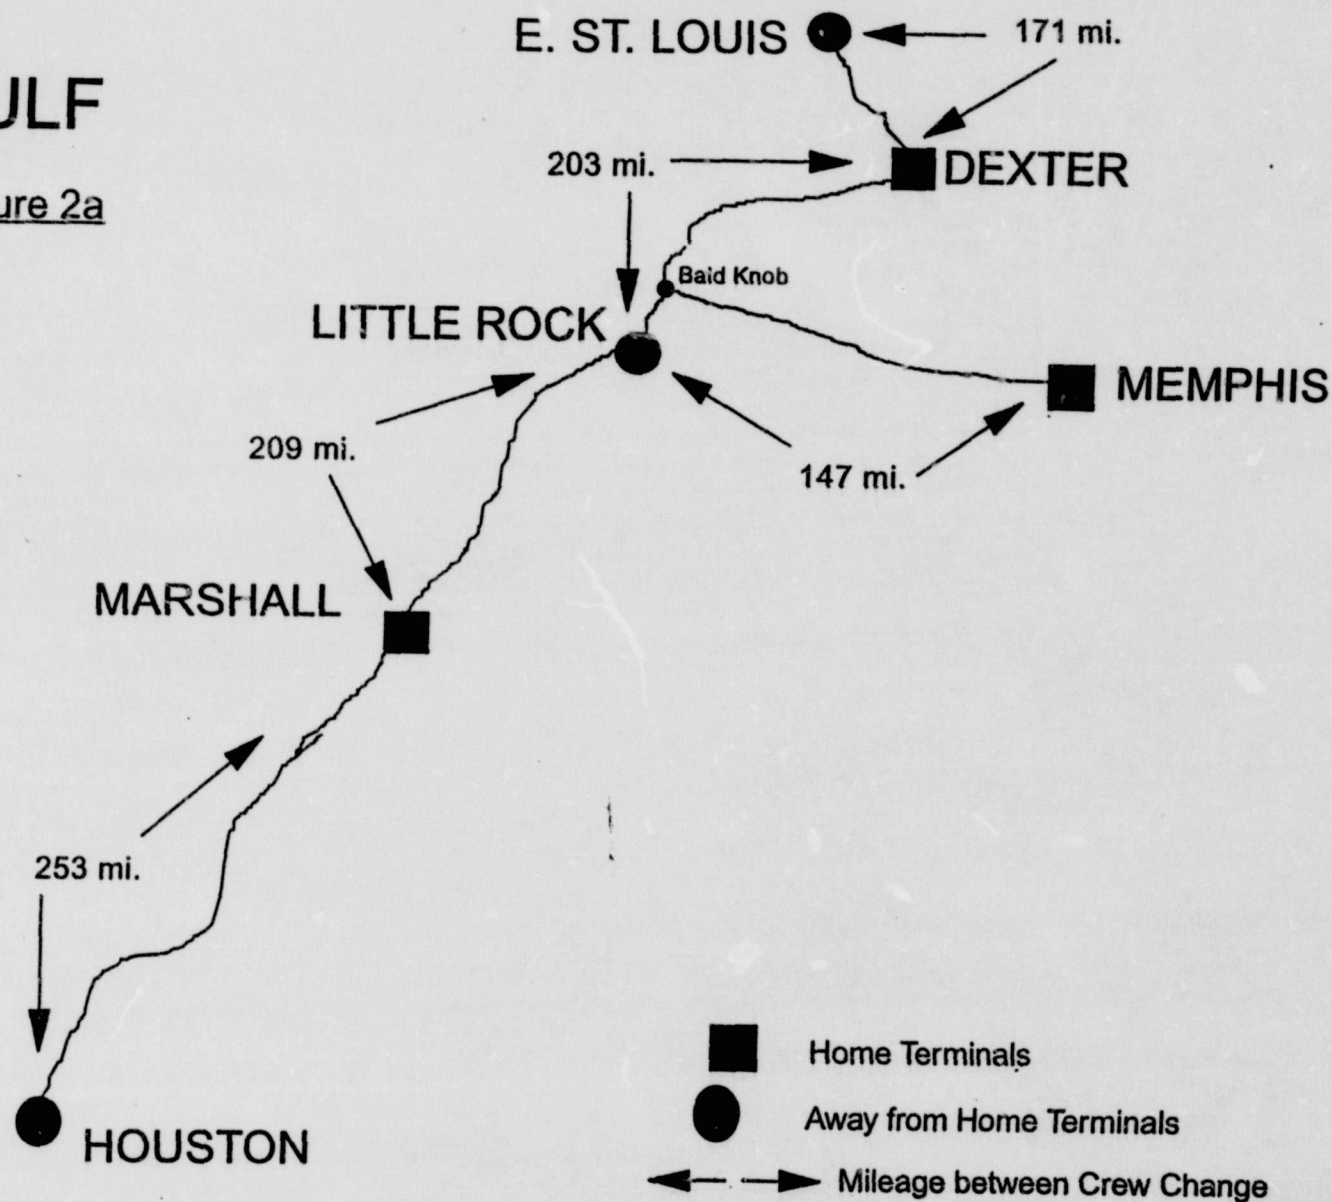 E. ST. LOUIS
171 mi.
ULF
ure 2a
203 mi.
DEXTER
Bald Knob
LITTLE ROCK
MEMPHIS
209 mi.
147 mi.
MARSHALL
253 mi.
Home Terminals
HOUSTON
Away from Home Terminals
Mileage between Crew Change